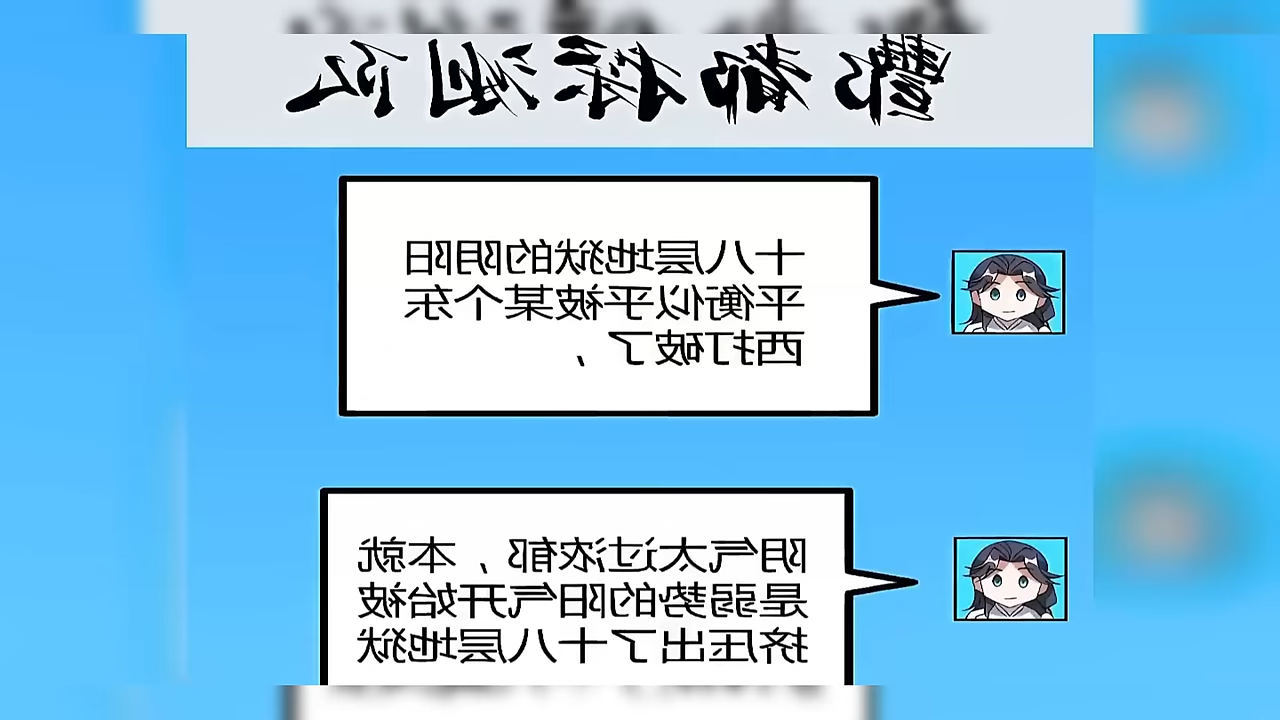 酆都
十八层地狱的阴阳
平衡似乎被某个东
西打破了，
阴气太过浓郁，本就
是弱势的阳气开始被
挤压出了十八层地狱